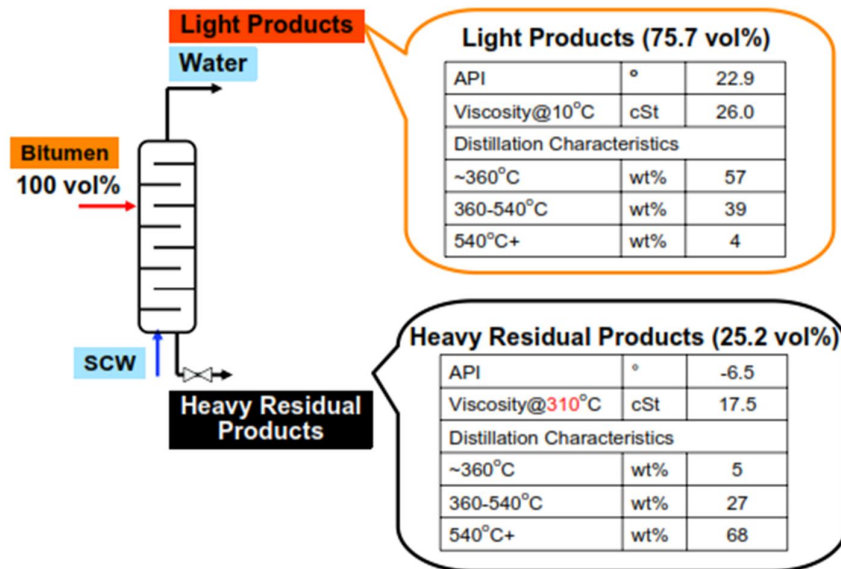 Light Products
Water
Bitumen
100 vol%
SCW
Heavy Residual
Products
Light Products (75.7 vol%)
API ° 22.9
Viscosity@10°C cSt 26.0
Distillation Characteristics
~360°C wt% 57
360-540°C wt% 39
540°C+ wt% 4
Heavy Residual Products (25.2 vol%)
API ° -6.5
Viscosity@310°C cSt 17.5
Distillation Characteristics
~360°C wt% 5
360-540°C wt% 27
540°C+ wt% 68